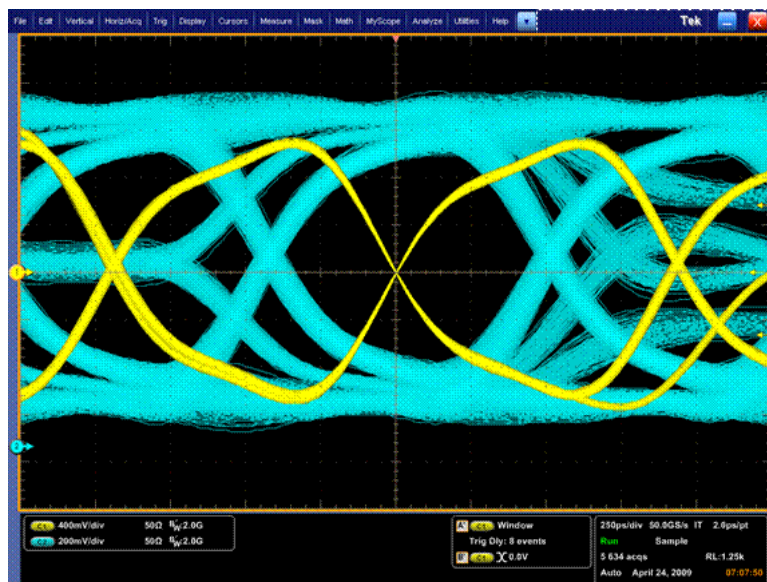 File Edit Vertical Horiz/Acq Trig Display Cursors Measure Mask Math MyScope Analyze Utilities Help Tek X
1
2
C1 400mV/div 50Ω BW:2.0G
C2 200mV/div 50Ω BW:2.0G
A' C1 Window
Trig Dly: 8 events
B' C1 0.0V
250ps/div 50.0GS/s IT 2.0ps/pt
Run Sample
5 634 acqs RL:1.25k
Auto April 24, 2009 07:07:50